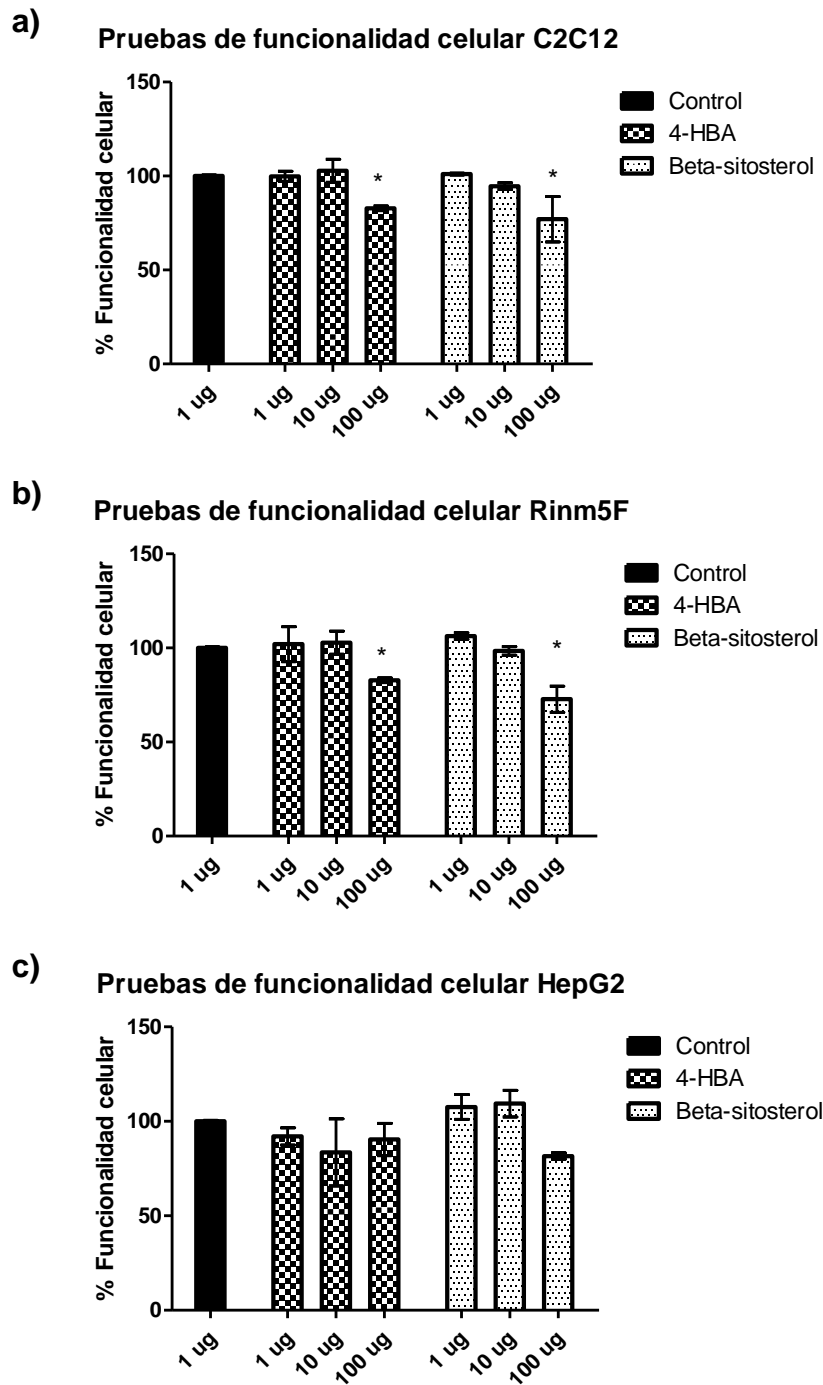 a)
Pruebas de funcionalidad celular C2C12
% Funcionalidad celular
150
100
50
0
* *
1 ug 1 ug 10 ug 100 ug 1 ug 10 ug 100 ug
Control
4-HBA
Beta-sitosterol
b)
Pruebas de funcionalidad celular Rinm5F
% Funcionalidad celular
150
100
50
0
* *
1 ug 1 ug 10 ug 100 ug 1 ug 10 ug 100 ug
Control
4-HBA
Beta-sitosterol
c)
Pruebas de funcionalidad celular HepG2
% Funcionalidad celular
150
100
50
0
1 ug 1 ug 10 ug 100 ug 1 ug 10 ug 100 ug
Control
4-HBA
Beta-sitosterol